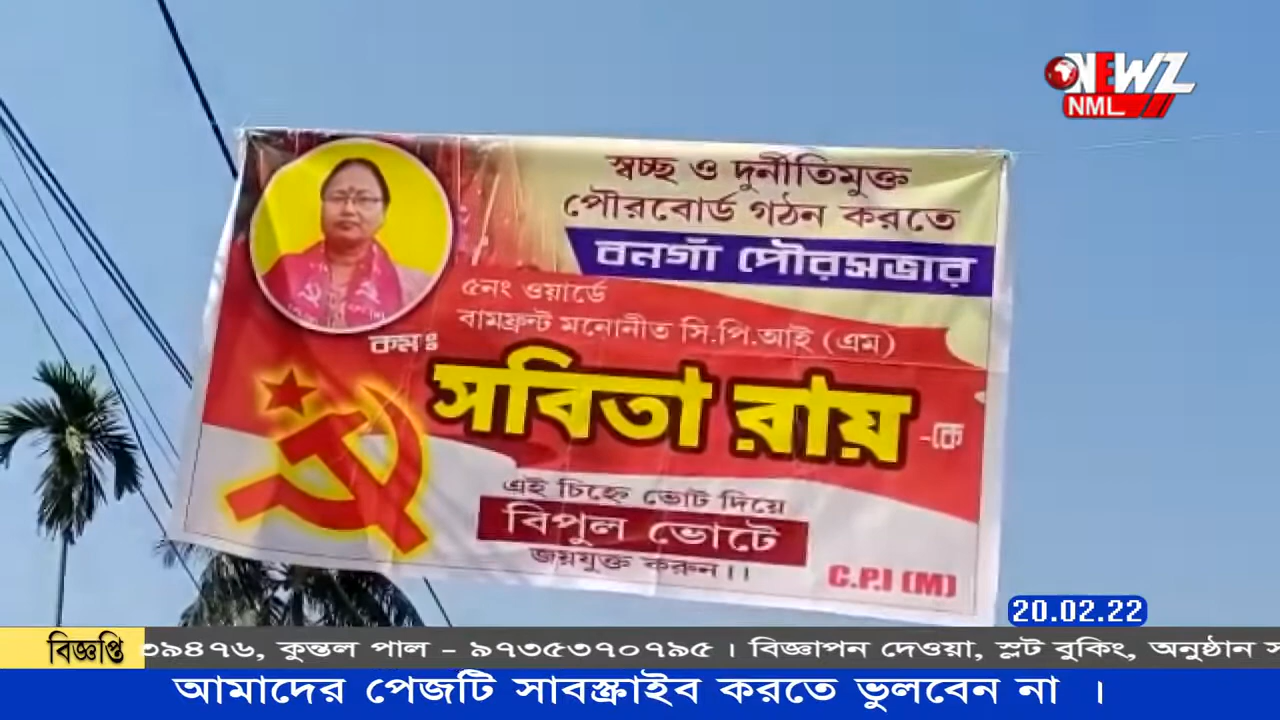 NEWZ
NML
স্বচ্ছ ও দুর্নীতিমুক্ত
পৌরবোর্ড গঠন করতে
বনগাঁ পৌরসভার
৫নং ওয়ার্ডে
বামফ্রন্ট মনোনীত সি.পি.আই (এম)
কমঃ
সবিতা রায় -কে
এই চিহ্নে ভোট দিয়ে
বিপুল ভোটে
জয়যুক্ত করুন।।
C.P.I (M)
20.02.22
বিজ্ঞপ্তি ৩৯৪৭৬, কুন্তল পাল - ৯৭৩৫৩৭০৭৯৫ । বিজ্ঞাপন দেওয়া, স্লট বুকিং, অনুষ্ঠান
আমাদের পেজটি সাবস্ক্রাইব করতে ভুলবেন না ।